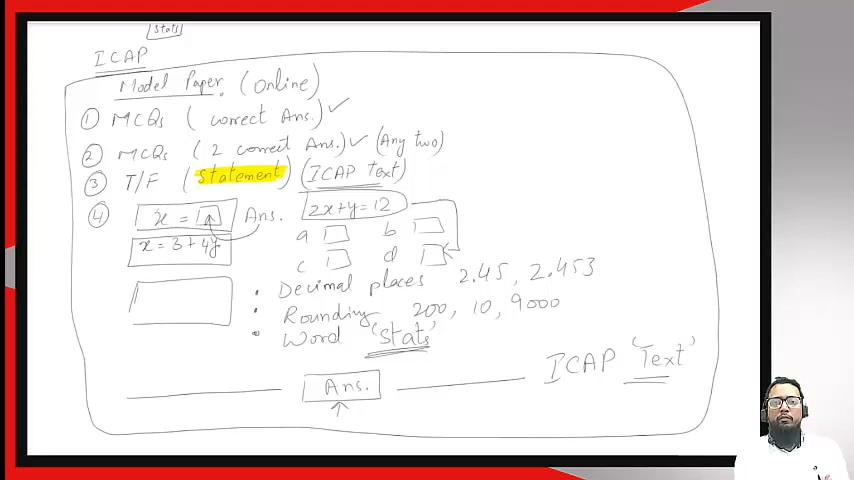 Stats
ICAP
Model Paper (Online)
① MCQs (correct Ans.) ✓
② MCQs (2 correct Ans.) ✓ (Any two)
③ T/F (Statement) (ICAP Text)
④ x = Ans. 2x+y=12
x = 3 + 4y
a b
c d
• Decimal places 2.45, 2.453
• Rounding 200, 10, 9000
• Word 'Stats'
Ans. ICAP 'Text'